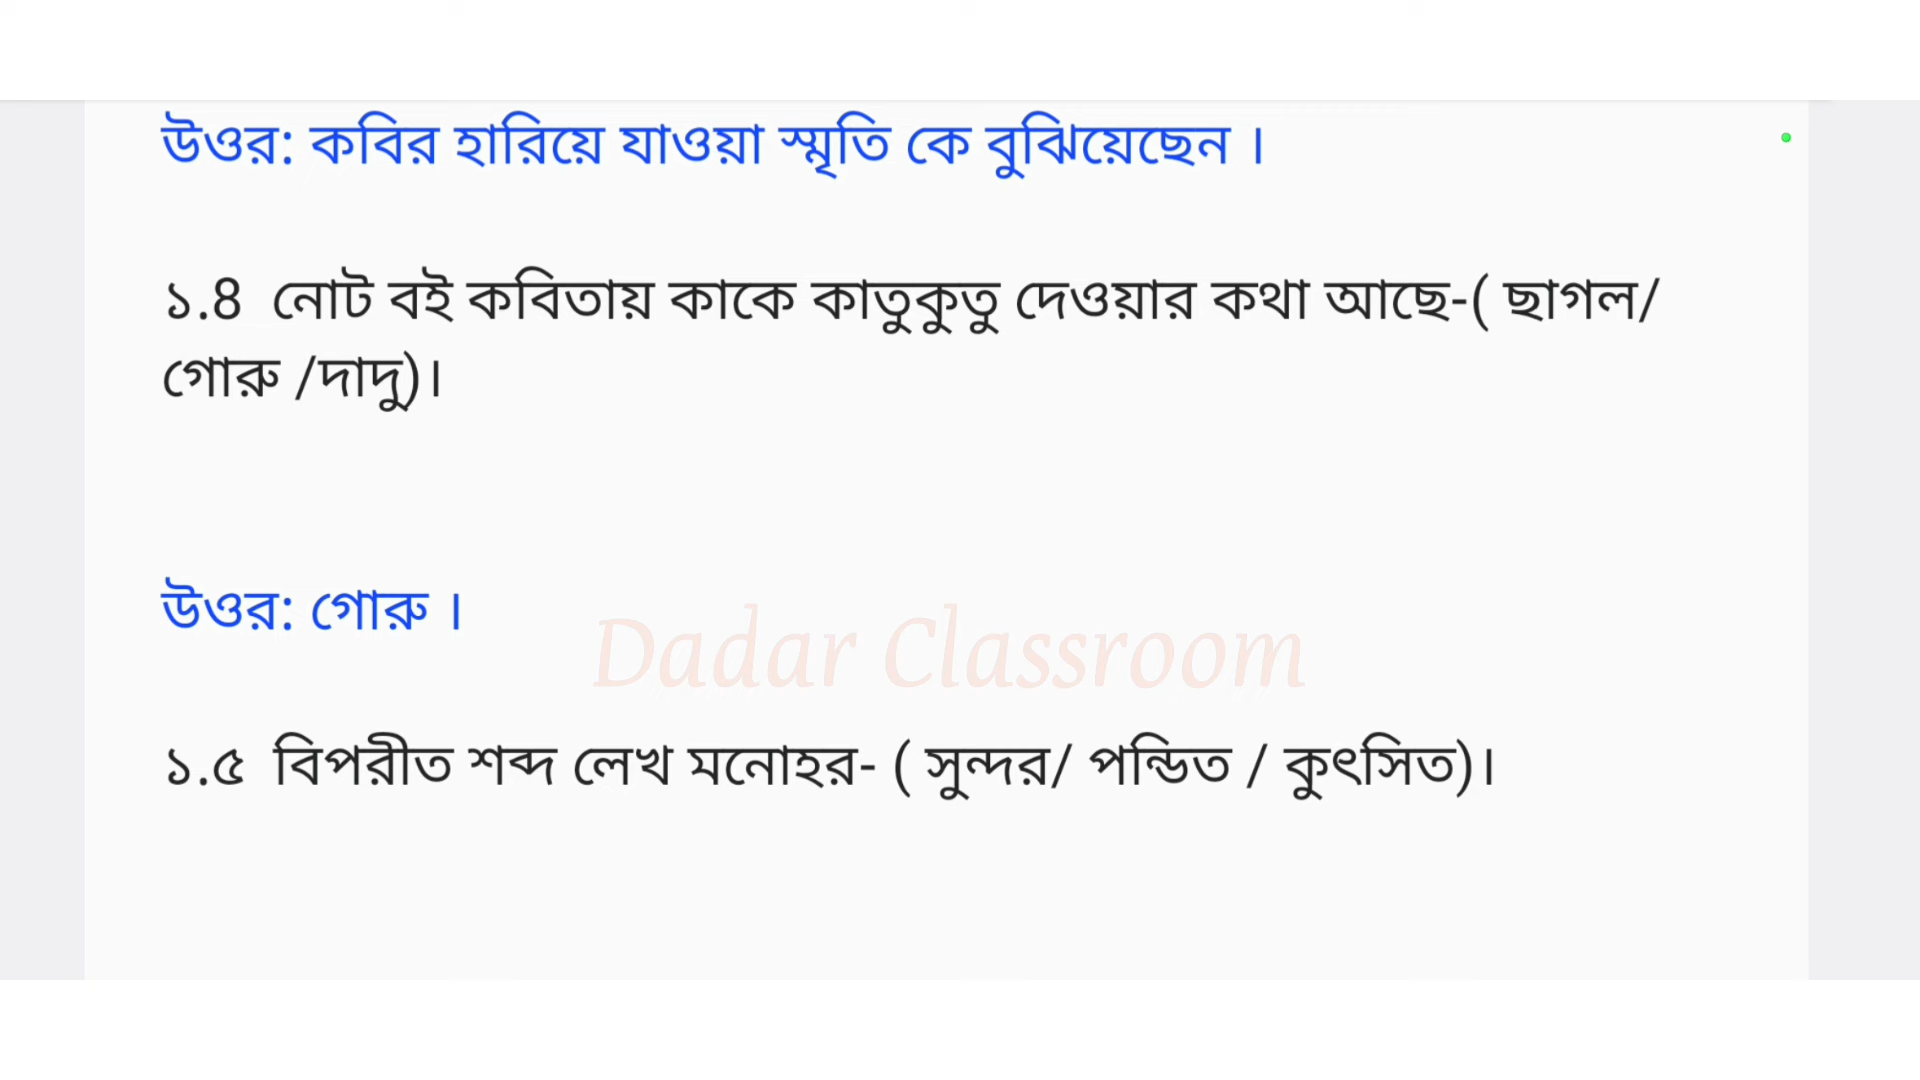 উওর: কবির হারিয়ে যাওয়া স্মৃতি কে বুঝিয়েছেন ।
১.8 নোট বই কবিতায় কাকে কাতুকুতু দেওয়ার কথা আছে-( ছাগল/
গোরু /দাদু)।
উওর: গোরু ।
Dadar Classroom
১.৫ বিপরীত শব্দ লেখ মনোহর- ( সুন্দর/ পন্ডিত / কুৎসিত)।